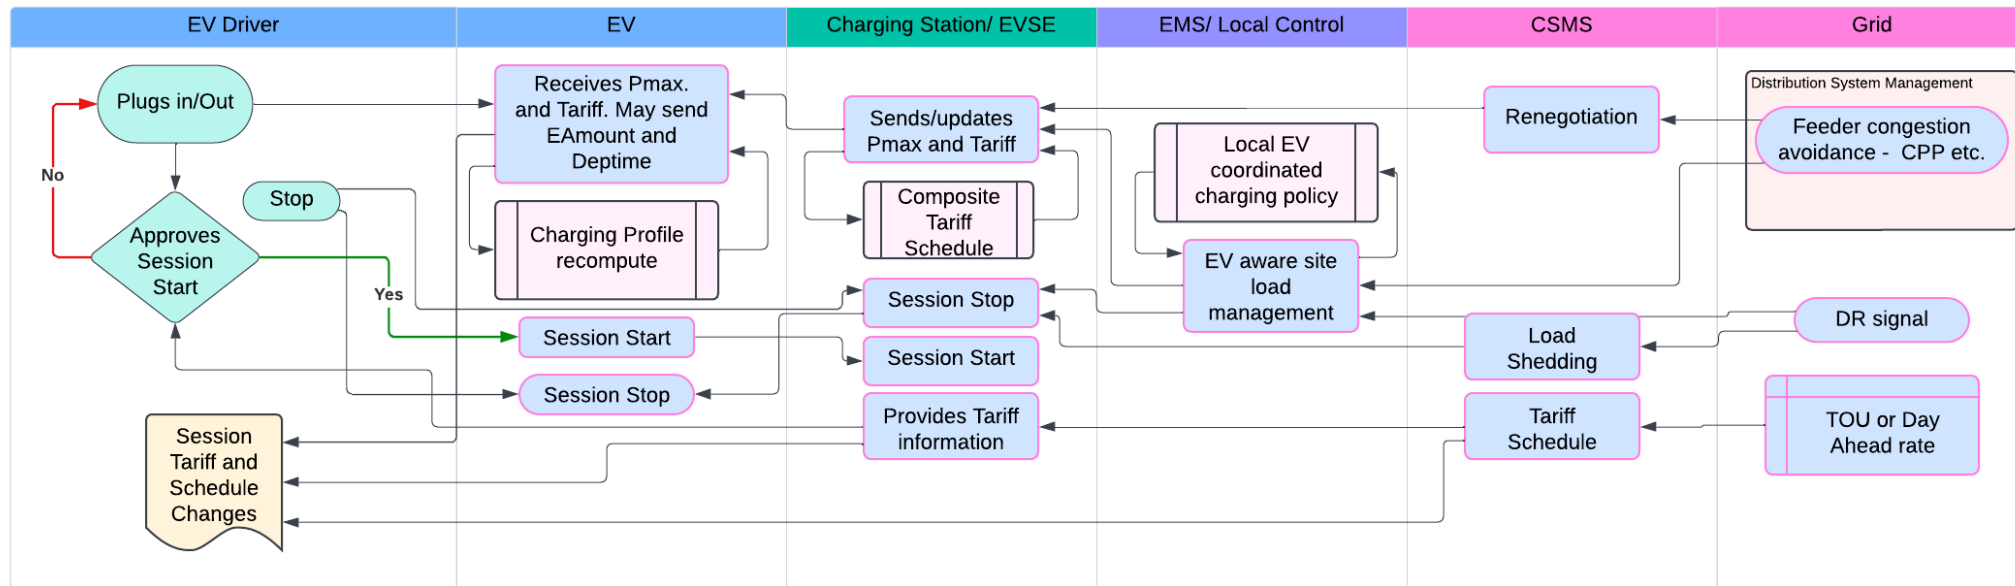 EV Driver
EV
Charging Station/ EVSE
EMS/ Local Control
CSMS
Grid
Plugs in/Out
No
Approves
Session
Start
Stop
Yes
Session
Tariff and
Schedule
Changes
Receives Pmax.
and Tariff. May send
EAmount and
Deptime
Charging Profile
recompute
Session Start
Session Stop
Sends/updates
Pmax and Tariff
Composite
Tariff
Schedule
Session Stop
Session Start
Provides Tariff
information
Local EV
coordinated
charging policy
EV aware site
load
management
Renegotiation
Load
Shedding
Tariff
Schedule
Distribution System Management
Feeder congestion
avoidance - CPP etc.
DR signal
TOU or Day
Ahead rate